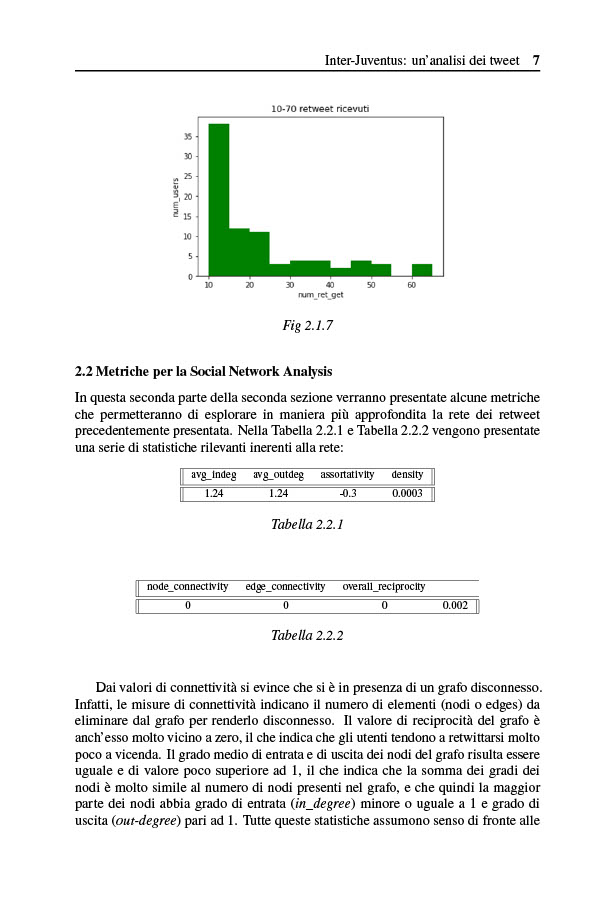 Inter-Juventus: un'analisi dei tweet 7
10-70 retweet ricevuti
num_users
35
30
25
20
15
10
5
0
10 20 30 40 50 60
num_ret_get
Fig 2.1.7
2.2 Metriche per la Social Network Analysis
In questa seconda parte della seconda sezione verranno presentate alcune metriche
che permetteranno di esplorare in maniera più approfondita la rete dei retweet
precedentemente presentata. Nella Tabella 2.2.1 e Tabella 2.2.2 vengono presentate
una serie di statistiche rilevanti inerenti alla rete:
avg_indeg avg_outdeg assortativity density
1.24 1.24 -0.3 0.0003
Tabella 2.2.1
node_connectivity edge_connectivity overall_reciprocity
0 0 0 0.002
Tabella 2.2.2
Dai valori di connettività si evince che si è in presenza di un grafo disconnesso.
Infatti, le misure di connettività indicano il numero di elementi (nodi o edges) da
eliminare dal grafo per renderlo disconnesso. Il valore di reciprocità del grafo è
anch'esso molto vicino a zero, il che indica che gli utenti tendono a retwittarsi molto
poco a vicenda. Il grado medio di entrata e di uscita dei nodi del grafo risulta essere
uguale e di valore poco superiore ad 1, il che indica che la somma dei gradi dei
nodi è molto simile al numero di nodi presenti nel grafo, e che quindi la maggior
parte dei nodi abbia grado di entrata (in_degree) minore o uguale a 1 e grado di
uscita (out-degree) pari ad 1. Tutte queste statistiche assumono senso di fronte alle